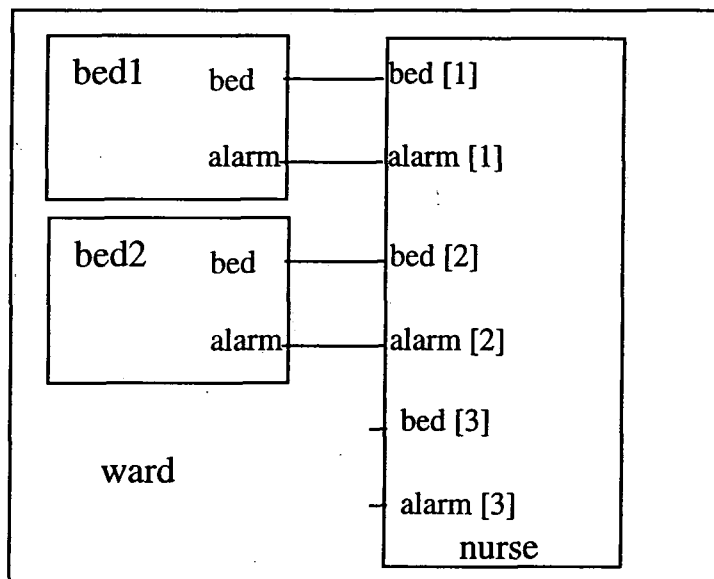 bed1
bed
bed [1]
alarm
alarm [1]
bed2
bed
bed [2]
alarm
alarm [2]
bed [3]
ward
alarm [3]
nurse